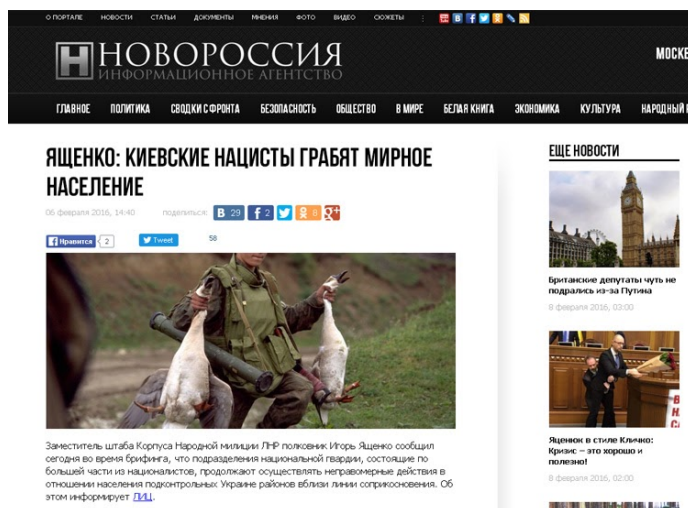 О ПОРТАЛЕ НОВОСТИ СТАТЬИ ДОКУМЕНТЫ МНЕНИЯ ФОТО ВИДЕО СЮЖЕТЫ
Н НОВОРОССИЯ
ИНФОРМАЦИОННОЕ АГЕНТСТВО
МОСКВ
ГЛАВНОЕ ПОЛИТИКА СВОДКИ С ФРОНТА БЕЗОПАСНОСТЬ ОБЩЕСТВО В МИРЕ БЕЛАЯ КНИГА ЭКОНОМИКА КУЛЬТУРА НАРОДНЫЙ
ЯЩЕНКО: КИЕВСКИЕ НАЦИСТЫ ГРАБЯТ МИРНОЕ
НАСЕЛЕНИЕ
06 февраля 2016, 14:40 поделиться: B 29 f 2 8 g+
f Нравится 2 Tweet 58
Заместитель штаба Корпуса Народной милиции ЛНР полковник Игорь Ященко сообщил
сегодня во время брифинга, что подразделения национальной гвардии, состоящие по
большей части из националистов, продолжают осуществлять неправомерные действия в
отношении населения подконтрольных Украине районов вблизи линии соприкосновения. Об
этом информирует ЛИЦ.
ЕЩЕ НОВОСТИ
Британские депутаты чуть не
подрались из-за Путина
8 февраля 2016, 03:00
Яценюк в стиле Кличко:
Кризис – это хорошо и
полезно!
8 февраля 2016, 02:00